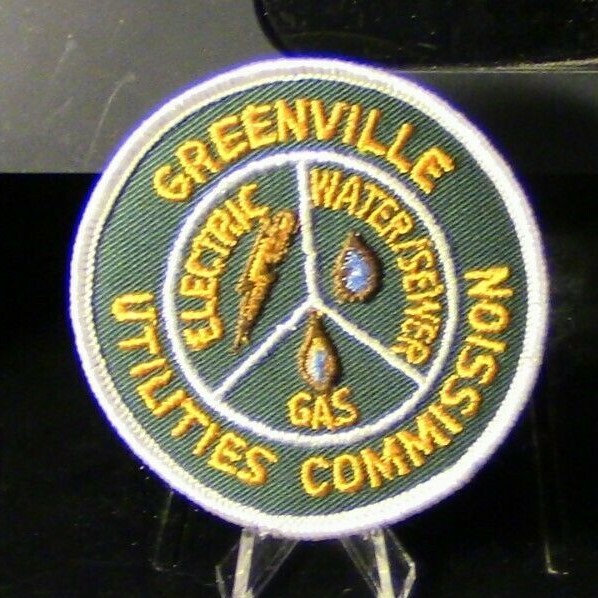 GREENViLLE
UTILITIES COMMISSION
ELECTRIC
WATER/SEWER
GAS